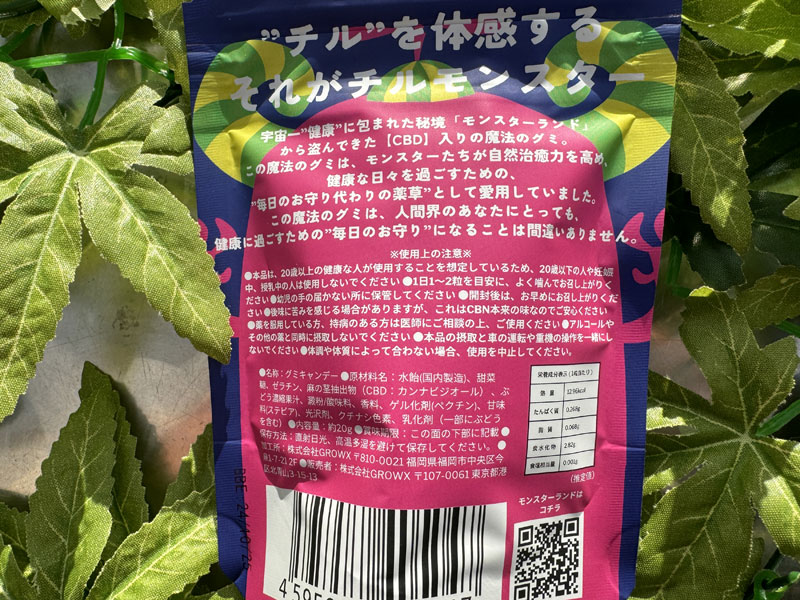 ”チル”を体感する
それがチルモンスター
宇宙一”健康”に包まれた秘境「モンスターランド」
から盗んできた【CBD】入りの魔法のグミ。
この魔法のグミは、モンスターたちが自然治癒力を高め、
健康な日々を過ごすための、
”毎日のお守り代わりの薬草”として愛用していました。
この魔法のグミは、人間界のあなたにとっても、
健康に過ごすための”毎日のお守り”になることは間違いありません。
※使用上の注意※
●本品は、20歳以上の健康な人が使用することを想定しているため、20歳以下の人や妊娠
中、授乳中の人は使用しないでください ●1日1〜2粒を目安に、よく噛んでお召し上がりくだ
さい ●幼児の手の届かない所に保管してください ●開封後は、お早めにお召し上がりくだ
さい ●後味に苦みを感じる場合がありますが、これはCBN本来の味なのでご安心ください
●薬を服用している方、持病のある方は医師にご相談の上、ご使用ください ●アルコールや
その他の薬と同時に摂取しないでください ●本品の摂取と車の運転や重機の操作を一緒にし
ないでください ●体調や体質によって合わない場合、使用を中止してください。
●名称：グミキャンデー ●原材料名：水飴(国内製造)、甜菜
糖、ゼラチン、麻の茎抽出物（CBD：カンナビジオール）、ぶ
どう濃縮果汁、澱粉/酸味料、香料、ゲル化剤(ペクチン)、甘味
料(ステビア)、光沢剤、クチナシ色素、乳化剤（一部にぶどう
を含む）●内容量：約20g ●賞味期限：この面の下部に記載 ●
保存方法：直射日光、高温多湿を避けて保存してください。●
加工所：株式会社GROWX 〒810-0021 福岡県福岡市中央区今
泉1-7-21 2F ●販売者：株式会社GROWX 〒107-0061 東京都港
区北青山3-15-13
栄養成分表示 (1粒当たり)
熱量 12.96kcal
たんぱく質 0.268g
脂質 0.068g
炭水化物 2.82g
食塩相当量 0.001g
(推定値)
モンスターランドは
コチラ